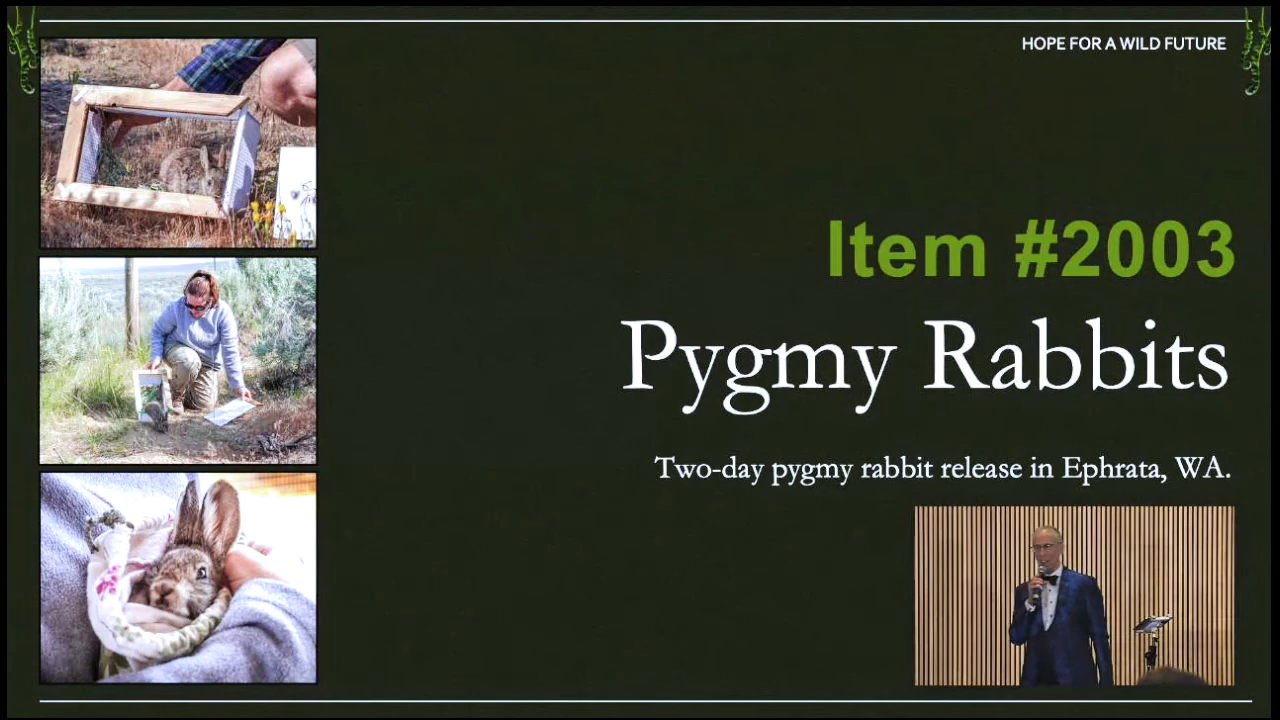 HOPE FOR A WILD FUTURE
Item #2003
Pygmy Rabbits
Two-day pygmy rabbit release in Ephrata, WA.